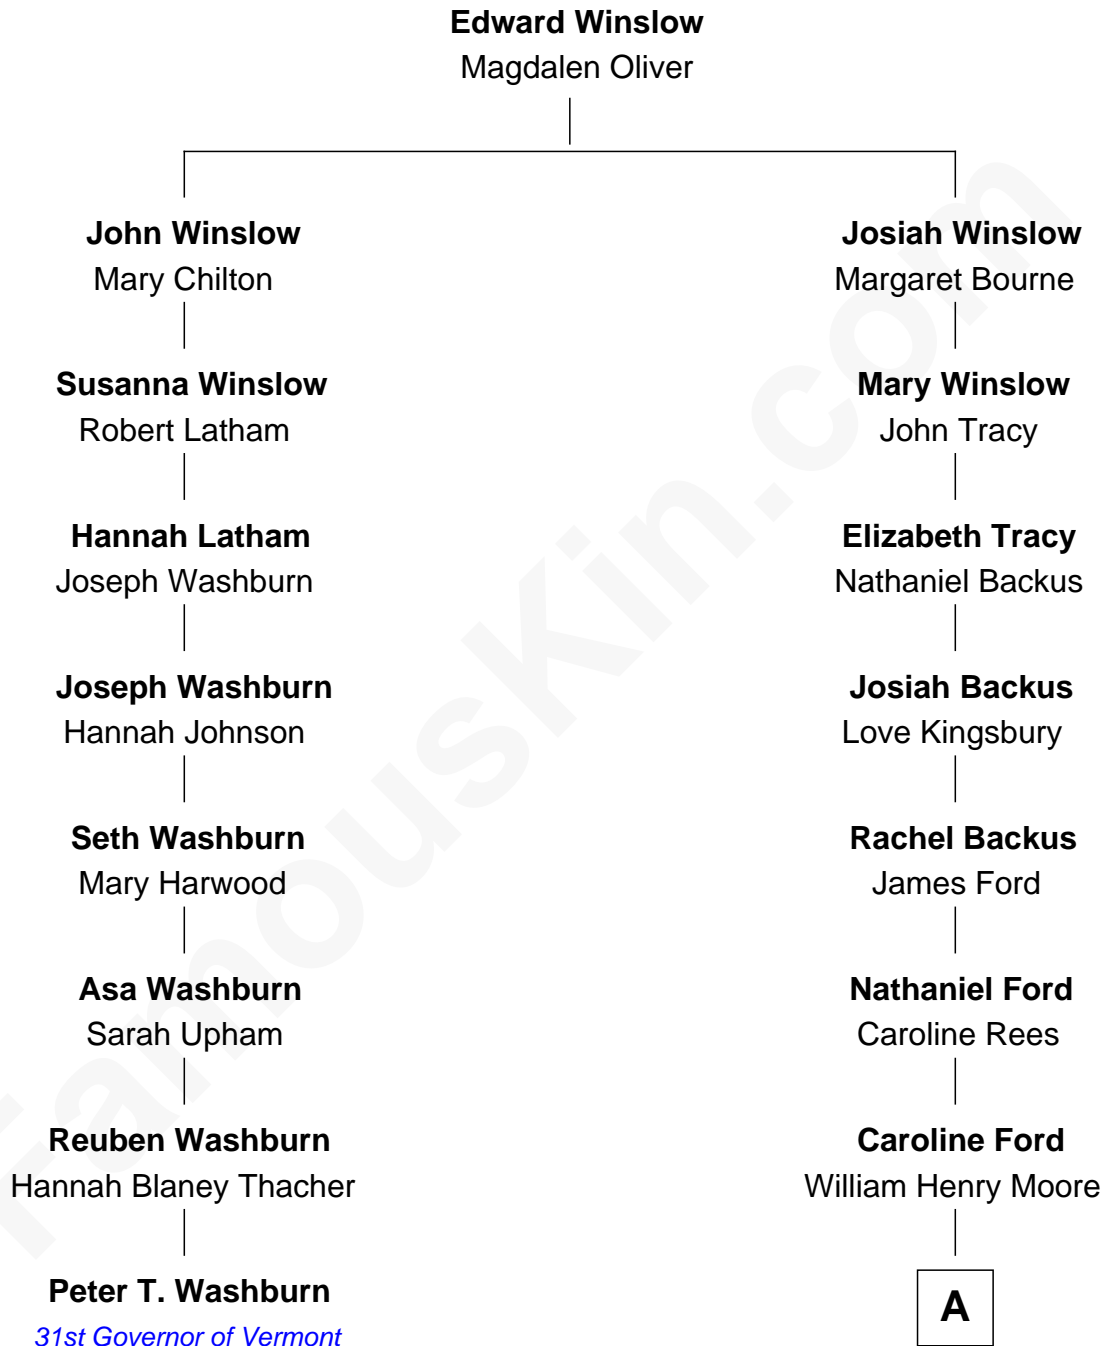 Edward Winslow
Magdalen Oliver
John Winslow
Mary Chilton
Josiah Winslow
Margaret Bourne
Susanna Winslow
Robert Latham
Mary Winslow
John Tracy
Hannah Latham
Joseph Washburn
Elizabeth Tracy
Nathaniel Backus
Joseph Washburn
Hannah Johnson
Josiah Backus
Love Kingsbury
Seth Washburn
Mary Harwood
Rachel Backus
James Ford
Asa Washburn
Sarah Upham
Nathaniel Ford
Caroline Rees
Reuben Washburn
Hannah Blaney Thacher
Caroline Ford
William Henry Moore
Peter T. Washburn
31st Governor of Vermont
A
FamousKin.com